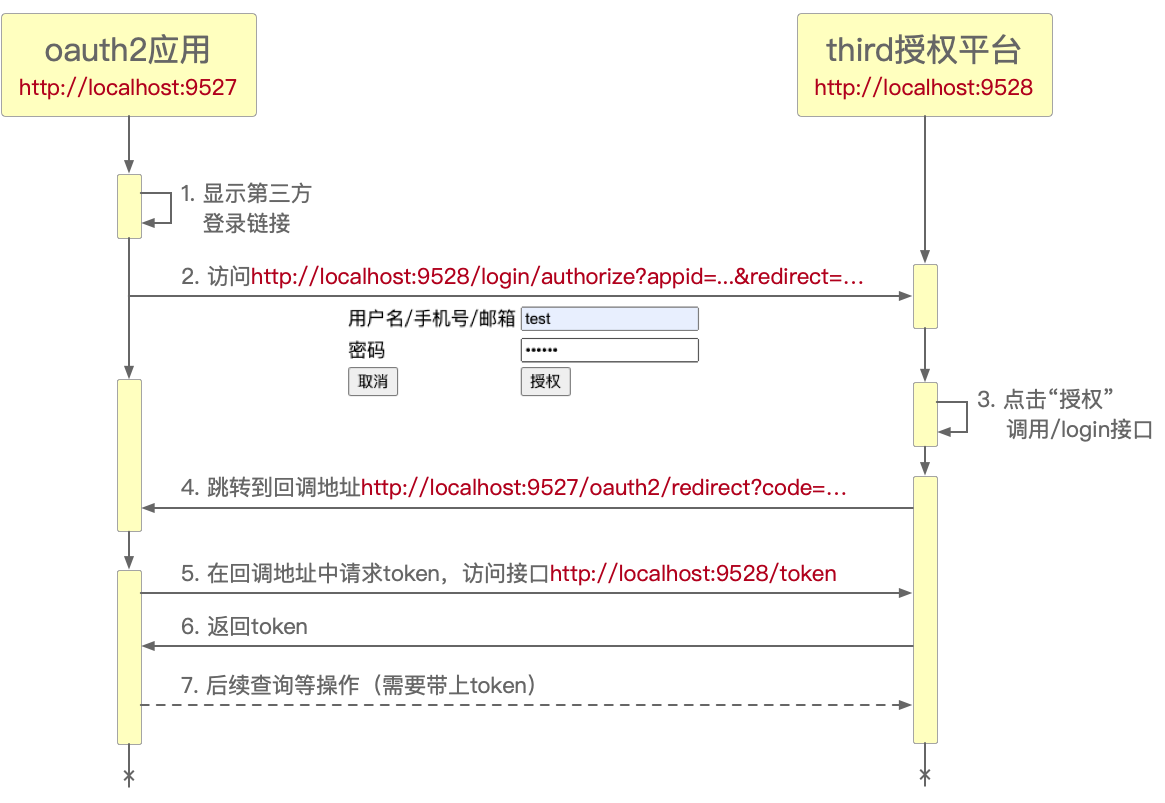 oauth2应用
http://localhost:9527
third授权平台
http://localhost:9528
1. 显示第三方
登录链接
2. 访问http://localhost:9528/login/authorize?appid=...&redirect=...
用户名/手机号/邮箱 test
密码 ••••••
取消 授权
3. 点击“授权”
调用/login接口
4. 跳转到回调地址http://localhost:9527/oauth2/redirect?code=...
5. 在回调地址中请求token，访问接口http://localhost:9528/token
6. 返回token
7. 后续查询等操作（需要带上token）